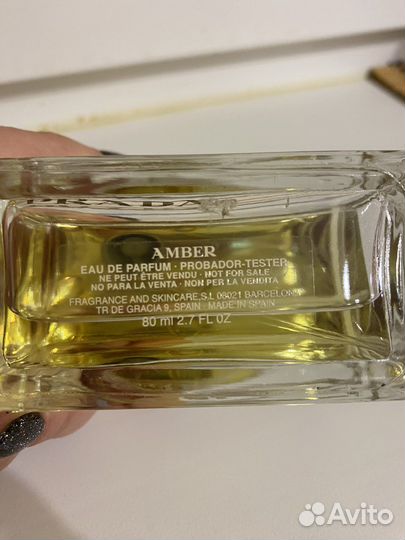 PRADA
AMBER
EAU DE PARFUM · PROBADOR-TESTER
NE PEUT ÊTRE VENDU · NOT FOR SALE
NO PARA LA VENTA · NON PER LA VENDITA
FRAGRANCE AND SKINCARE, S.L 08021 BARCELONA
TR DE GRACIA 9, SPAIN · MADE IN SPAIN
80 ml 2.7 FL OZ
Avito